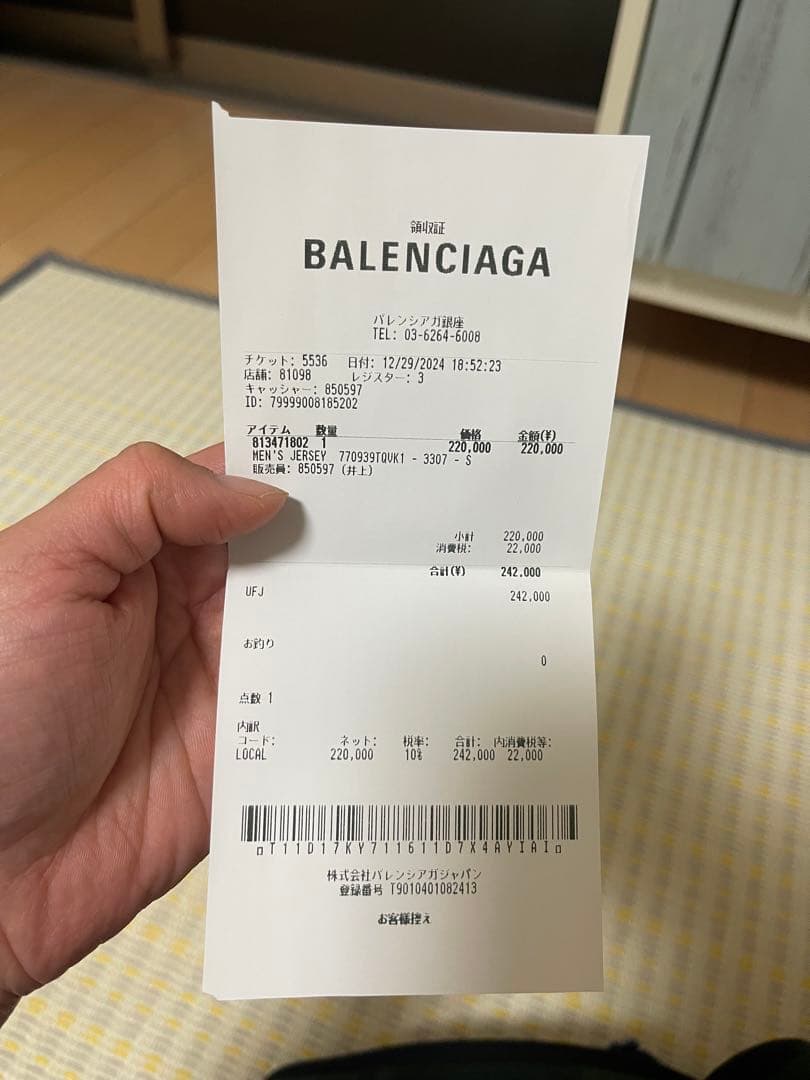 領収証
BALENCIAGA
バレンシアガ銀座
TEL: 03-6264-6008
チケット: 5536 日付: 12/29/2024 18:52:23
店舗: 81098 レジスター: 3
キャッシャー: 850597
ID: 79999008185202
アイテム 数量 価格 金額(¥)
813471802 1 220,000 220,000
MEN'S JERSEY 770939TQVK1 - 3307 - S
販売員: 850597 (井上)
小計 220,000
消費税: 22,000
合計(¥) 242,000
UFJ 242,000
お釣り
0
点数 1
内訳
コード: ネット: 税率: 合計: 内消費税等:
LOCAL 220,000 10% 242,000 22,000
T11D17KY711611D7X4AYIAI
株式会社バレンシアガジャパン
登録番号 T9010401082413
お客様控え